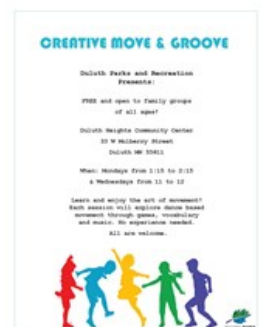 CREATIVE MOVE & GROOVE
Duluth Parks and Recreation
Presents:
FREE and open to family groups
of all ages!
Duluth Heights Community Center
33 W Mulberry Street
Duluth MN 55811
When: Mondays from 1:15 to 2:15
& Wednesdays from 11 to 12
Learn and enjoy the art of movement!
Each session will explore dance based
movement through games, vocabulary
and music. No experience needed.
All are welcome.